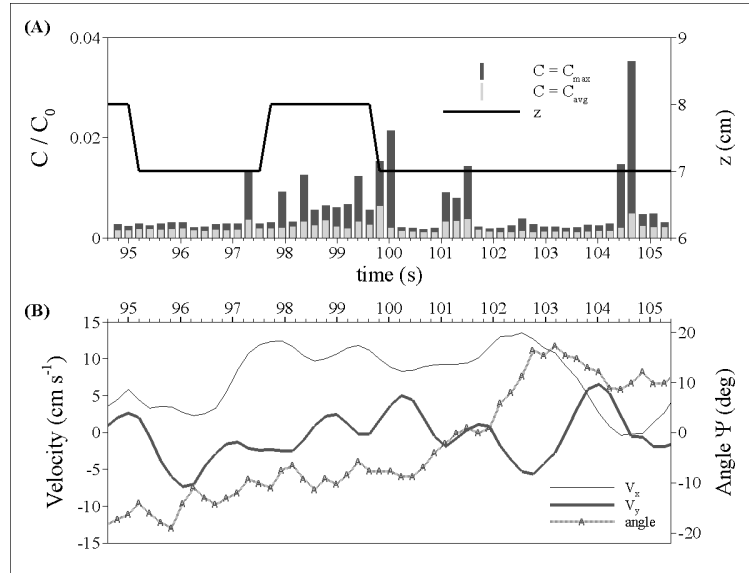 (A)
0.04
0.02
0
C / C0
9
8
7
6
z (cm)
C = Cmax
C = Cavg
z
95 96 97 98 99 100 101 102 103 104 105
time (s)
(B)
95 96 97 98 99 100 101 102 103 104 105
15
10
5
0
-5
-10
-15
Velocity (cm s-1)
20
10
0
-10
-20
Angle Ψ (deg)
Vx
Vy
A angle